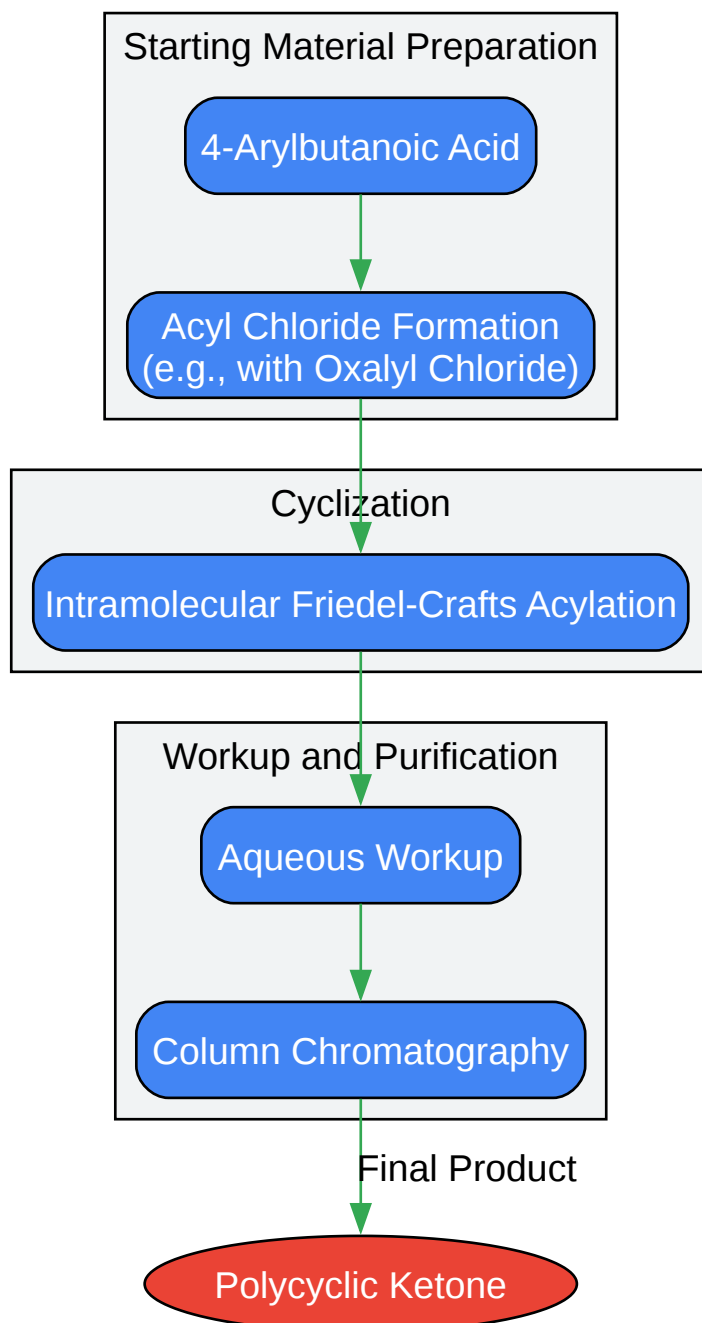 Starting Material Preparation
4-Arylbutanoic Acid
Acyl Chloride Formation
(e.g., with Oxalyl Chloride)
Cyclization
Intramolecular Friedel-Crafts Acylation
Workup and Purification
Aqueous Workup
Column Chromatography
Final Product
Polycyclic Ketone